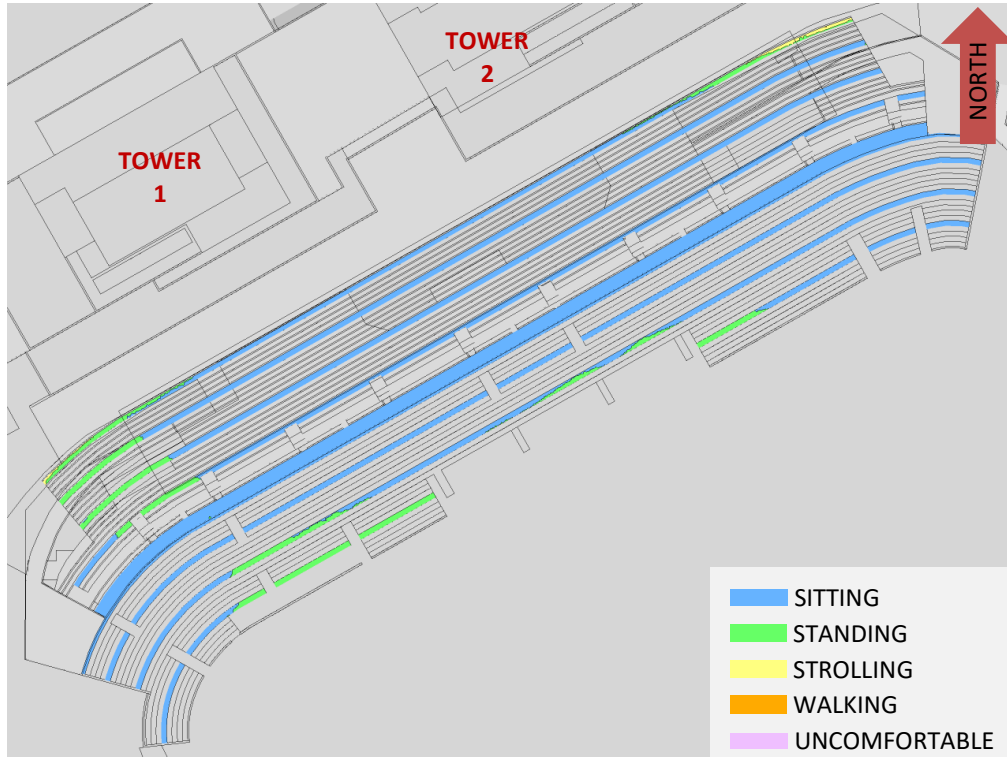 TOWER
2
NORTH
TOWER
1
SITTING
STANDING
STROLLING
WALKING
UNCOMFORTABLE